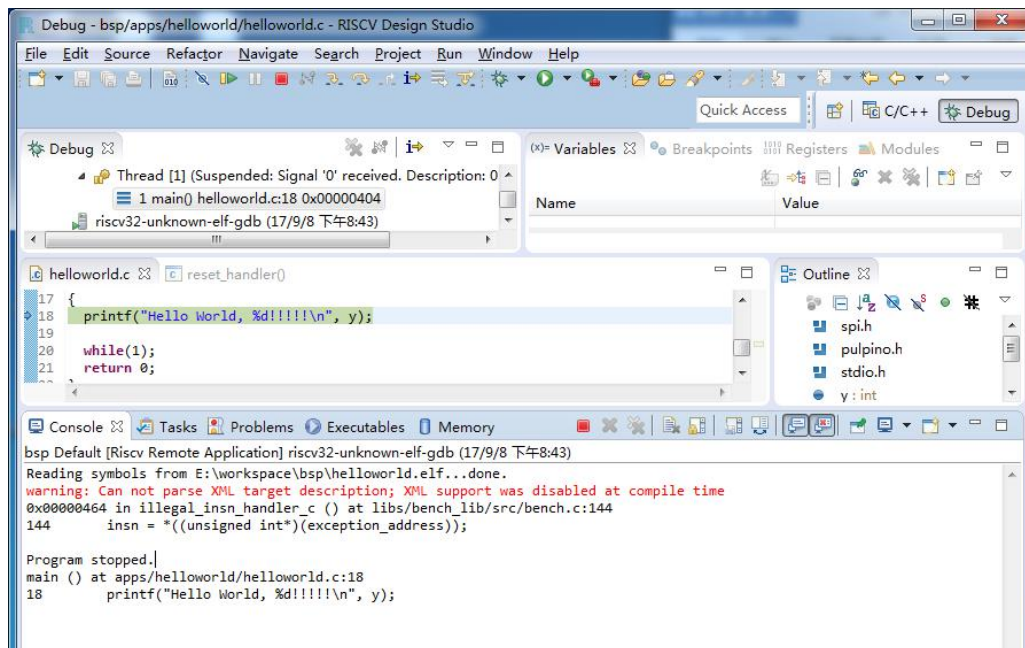 Debug - bsp/apps/helloworld/helloworld.c - RISCV Design Studio
File Edit Source Refactor Navigate Search Project Run Window Help
Quick Access C/C++ Debug
Debug
Thread [1] (Suspended: Signal '0' received. Description: 0
1 main() helloworld.c:18 0x00000404
riscv32-unknown-elf-gdb (17/9/8 下午8:43)
(x)= Variables Breakpoints Registers Modules
Name Value
helloworld.c reset_handler()
17 {
18 printf("Hello World, %d!!!!!\n", y);
19
20 while(1);
21 return 0;
Outline
spi.h
pulpino.h
stdio.h
y : int
Console Tasks Problems Executables Memory
bsp Default [Riscv Remote Application] riscv32-unknown-elf-gdb (17/9/8 下午8:43)
Reading symbols from E:\workspace\bsp\helloworld.elf...done.
warning: Can not parse XML target description; XML support was disabled at compile time
0x00000464 in illegal_insn_handler_c () at libs/bench_lib/src/bench.c:144
144 insn = *((unsigned int*)(exception_address));
Program stopped.
main () at apps/helloworld/helloworld.c:18
18 printf("Hello World, %d!!!!!\n", y);